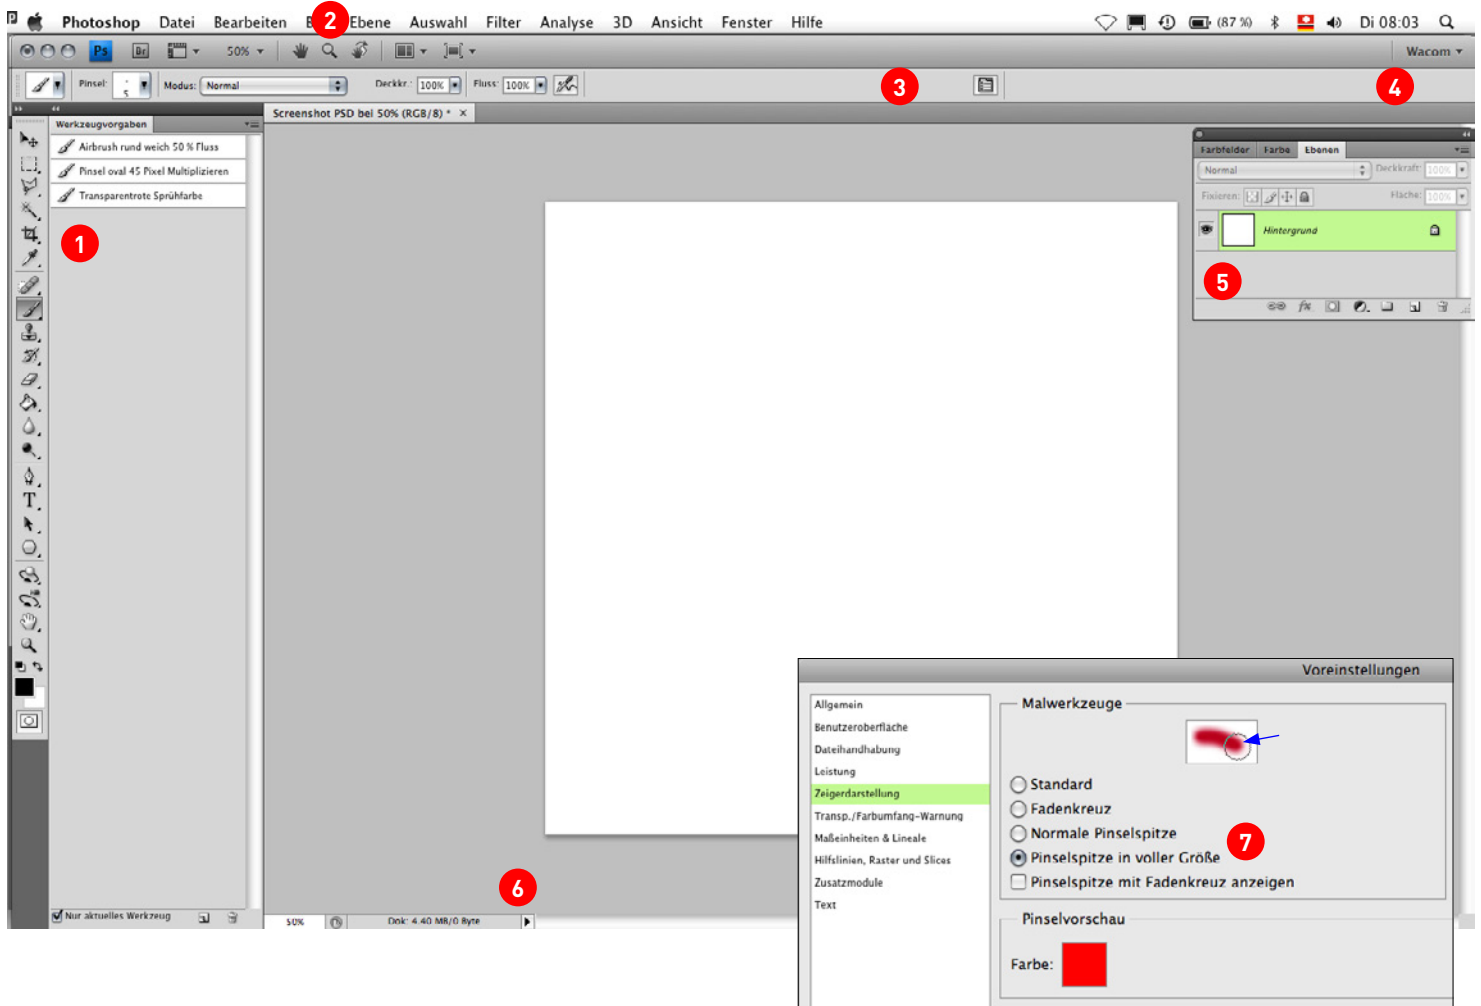 Photoshop Datei Bearbeiten B 2 Ebene Auswahl Filter Analyse 3D Ansicht Fenster Hilfe (87 %) Di 08:03
Ps Br 50% Wacom
Pinsel: 5 Modus: Normal Deckkr.: 100% Fluss: 100% 3 4
Screenshot PSD bei 50% (RGB/8) * x
Werkzeugvorgaben
Airbrush rund weich 50 % Fluss
Pinsel oval 45 Pixel Multiplizieren
Transparentrote Sprühfarbe
1
Nur aktuelles Werkzeug
Farbfelder Farbe Ebenen
Normal Deckkraft: 100%
Fixieren: Fläche: 100%
Hintergrund
5
fx
T
6
50% Dok: 4.40 MB/0 Byte
Voreinstellungen
Allgemein
Benutzeroberfläche
Dateihandhabung
Leistung
Zeigerdarstellung
Transp./Farbumfang-Warnung
Maßeinheiten & Lineale
Hilfslinien, Raster und Slices
Zusatzmodule
Text
Malwerkzeuge
Standard
Fadenkreuz
Normale Pinselspitze
7
Pinselspitze in voller Größe
Pinselspitze mit Fadenkreuz anzeigen
Pinselvorschau
Farbe: